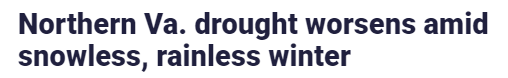 Northern Va. drought worsens amid
snowless, rainless winter